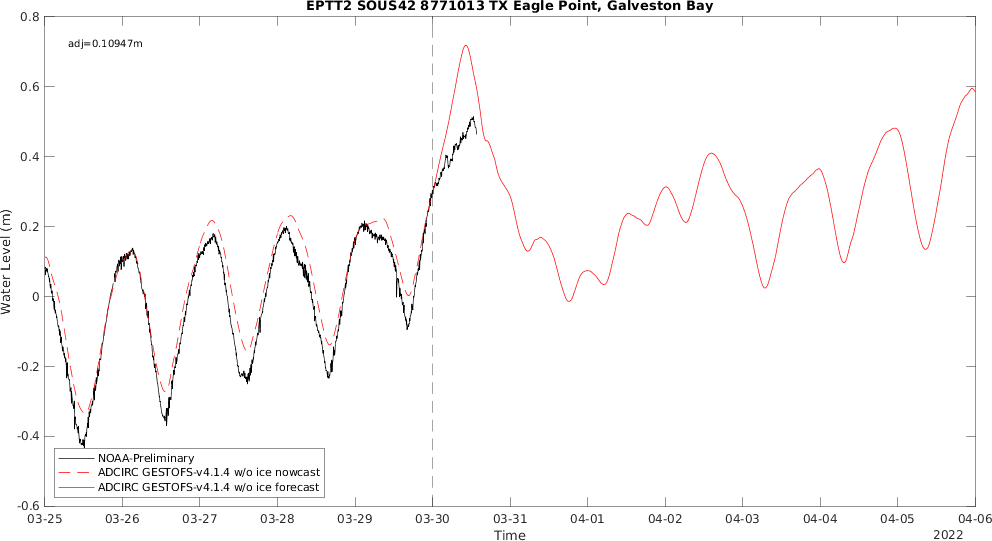 EPTT2 SOUS42 8771013 TX Eagle Point, Galveston Bay
adj=0.10947m
0.8
0.6
0.4
0.2
0
-0.2
-0.4
-0.6
Water Level (m)
NOAA-Preliminary
ADCIRC GESTOFS-v4.1.4 w/o ice nowcast
ADCIRC GESTOFS-v4.1.4 w/o ice forecast
03-25 03-26 03-27 03-28 03-29 03-30 03-31 04-01 04-02 04-03 04-04 04-05 04-06
Time
2022